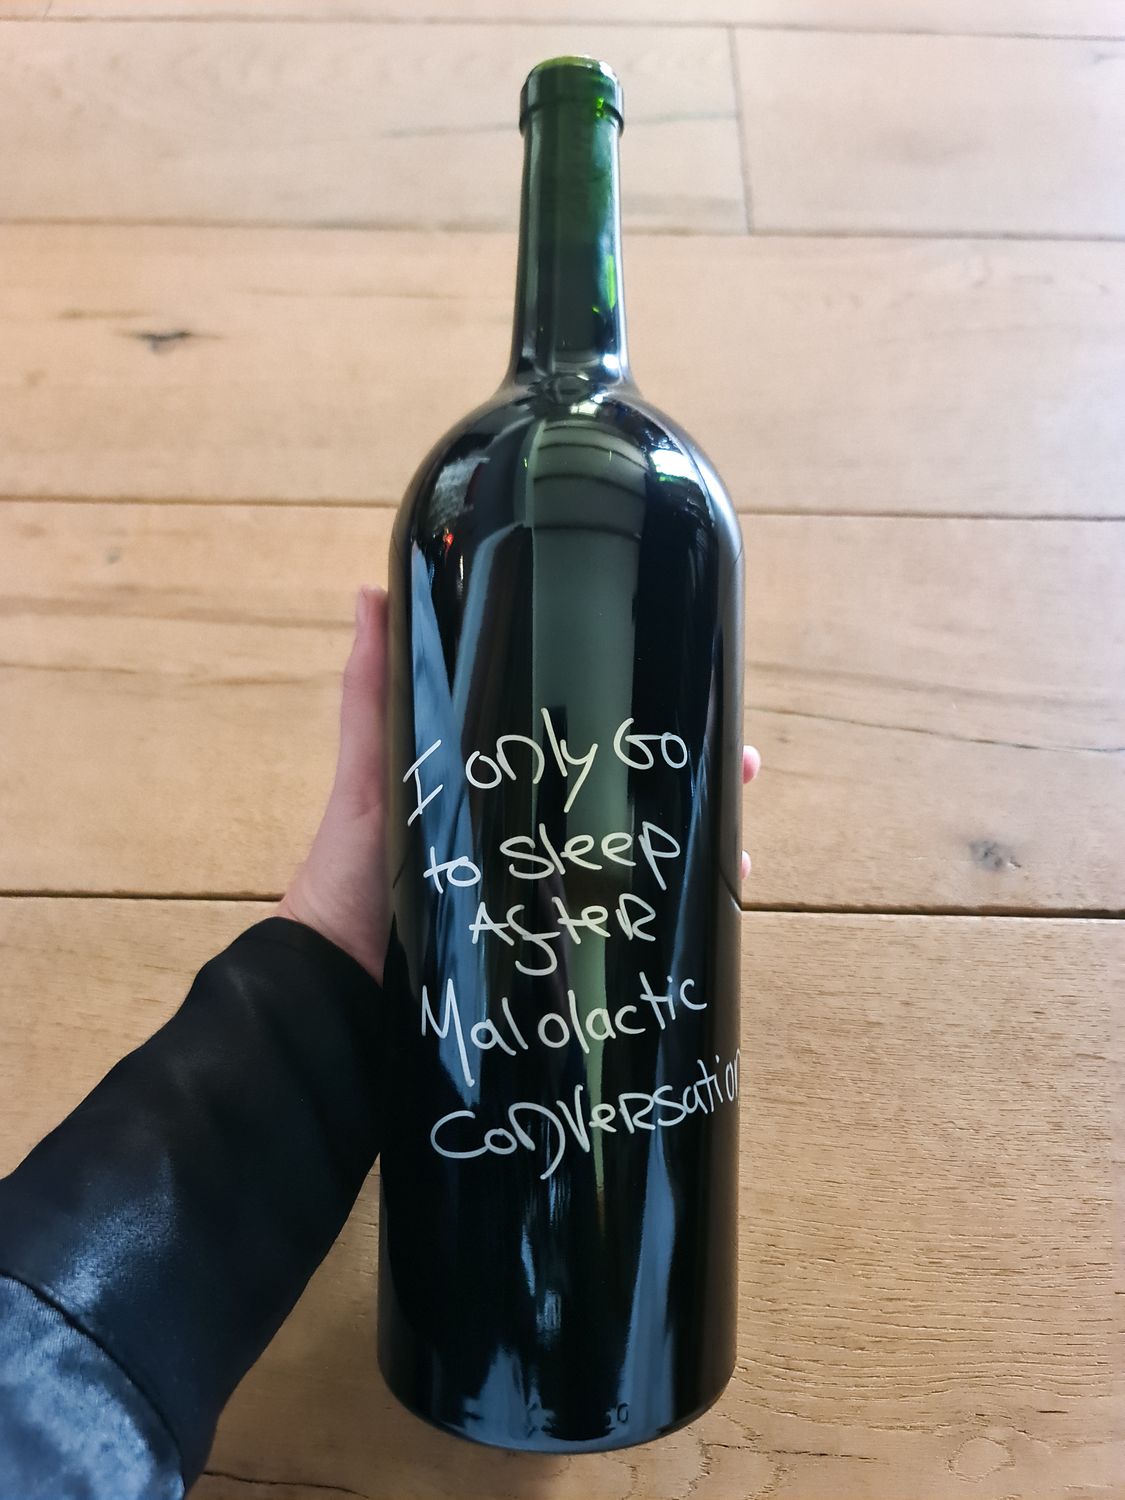 I only Go
to sleep
AfteR
Malolactic
conveRsation